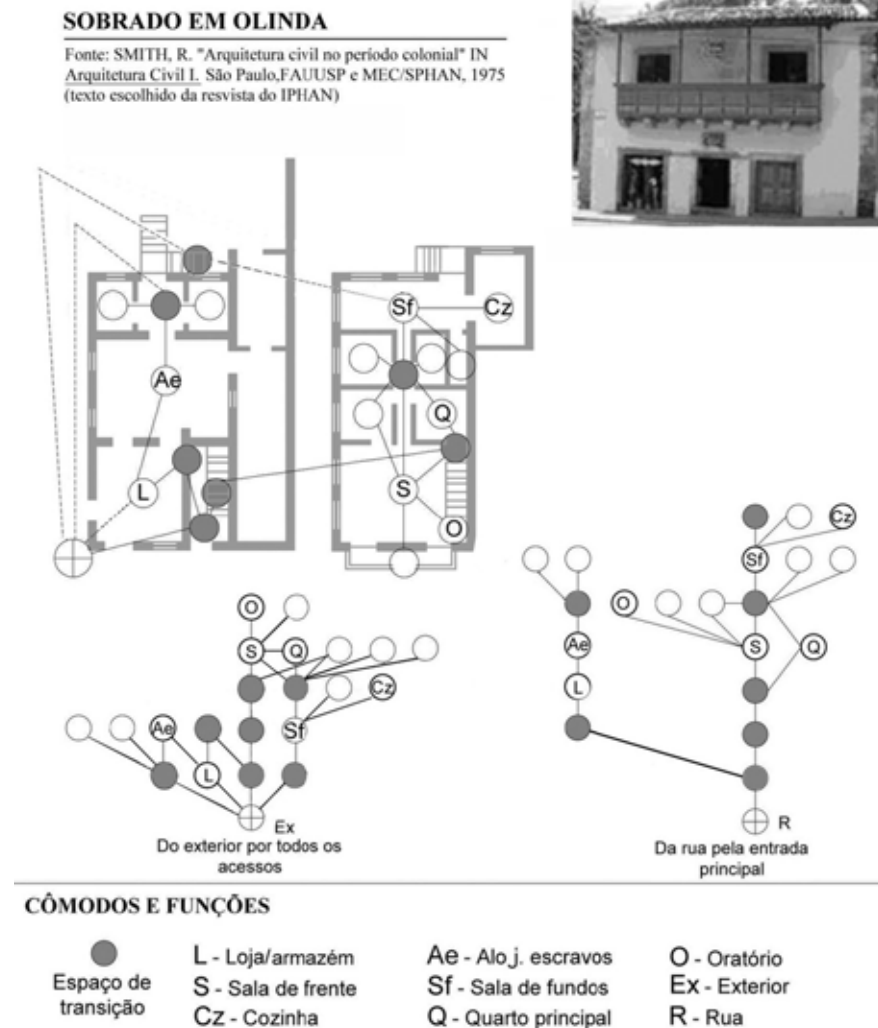 SOBRADO EM OLINDA
Fonte: SMITH, R. "Arquitetura civil no período colonial" IN
Arquitetura Civil I. São Paulo,FAUUSP e MEC/SPHAN, 1975
(texto escolhido da resvista do IPHAN)
Sf
Cz
Ae
Q
L
S
O
Cz
Sf
O
Ae
S
Q
L
O
S
Q
Cz
Ae
Sf
L
Ex
Do exterior por todos os
acessos
R
Da rua pela entrada
principal
CÔMODOS E FUNÇÕES
Espaço de
transição
L - Loja/armazém
S - Sala de frente
Cz - Cozinha
Ae - Aloj. escravos
Sf - Sala de fundos
Q - Quarto principal
O - Oratório
Ex - Exterior
R - Rua